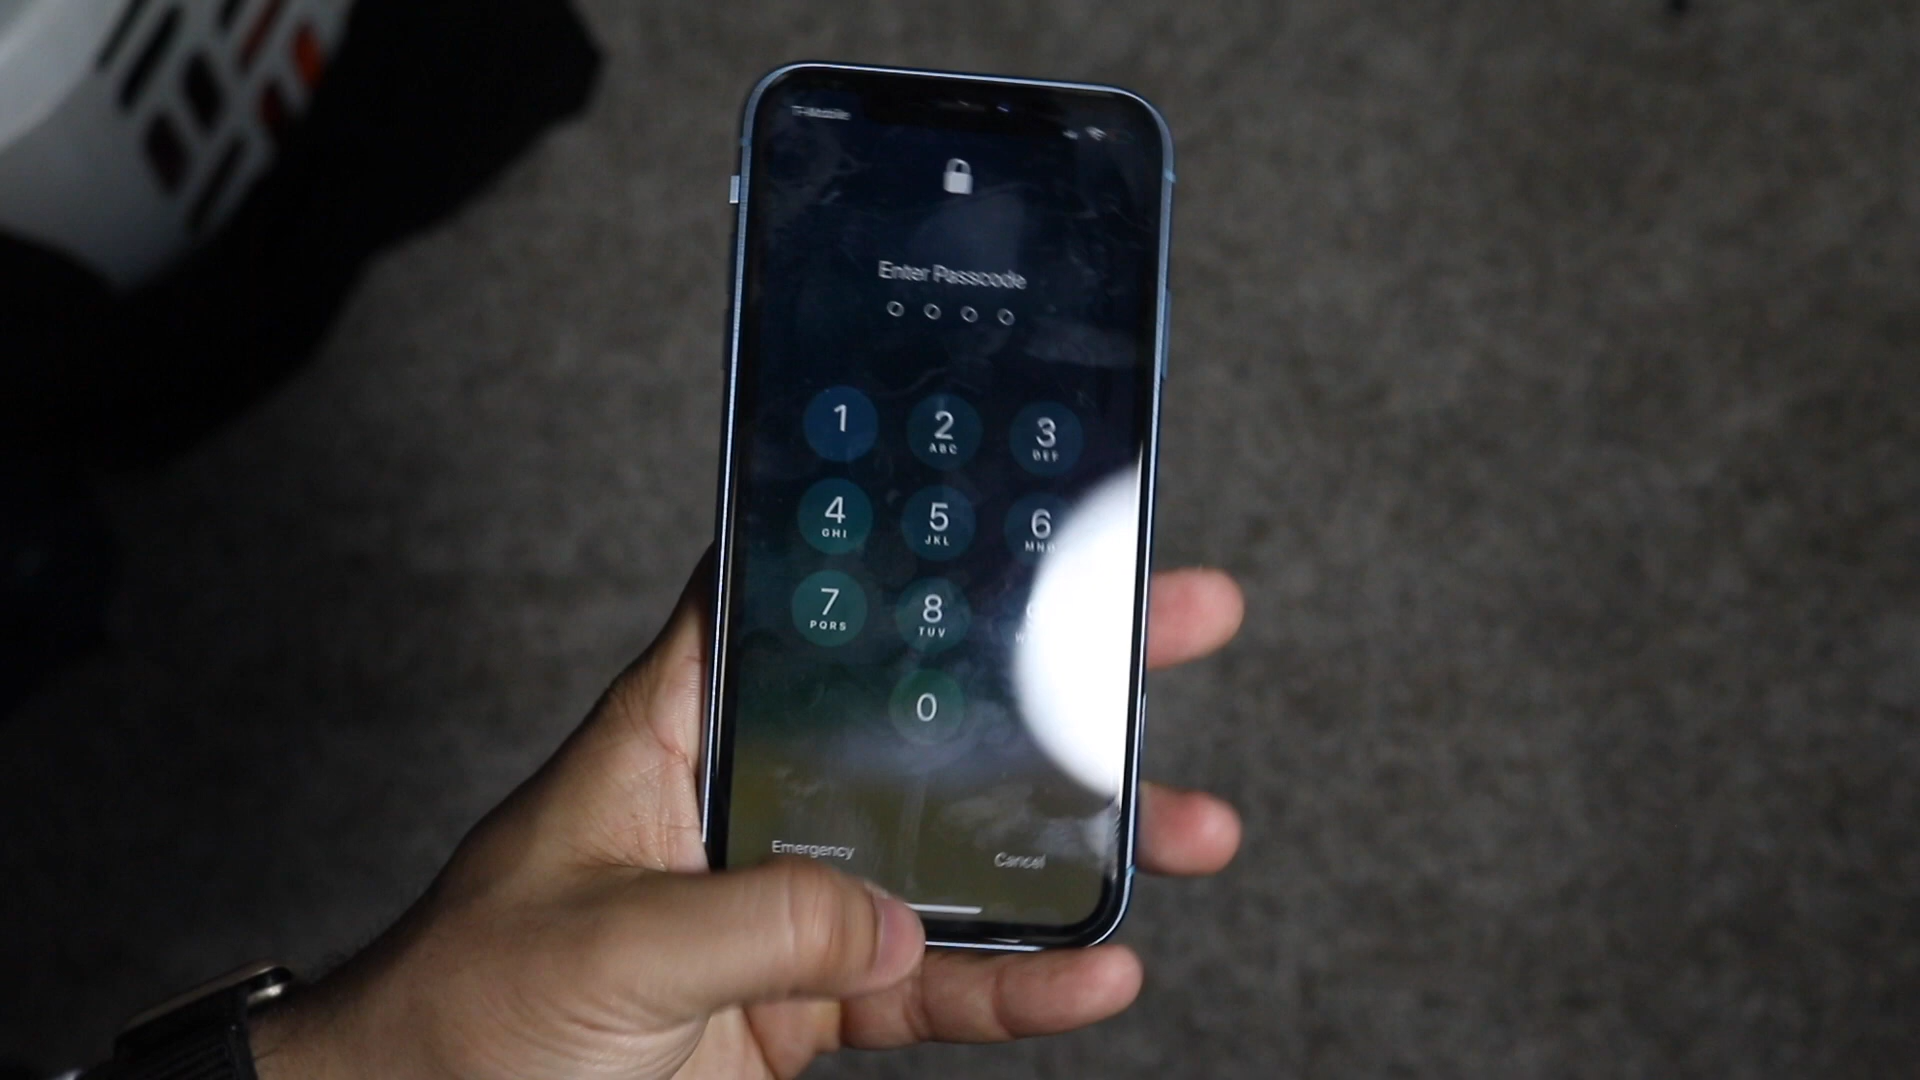 T-Mobile
Enter Passcode
1 2 3
ABC DEF
4 5 6
GHI JKL MNO
7 8
PQRS TUV
0
Emergency Cancel